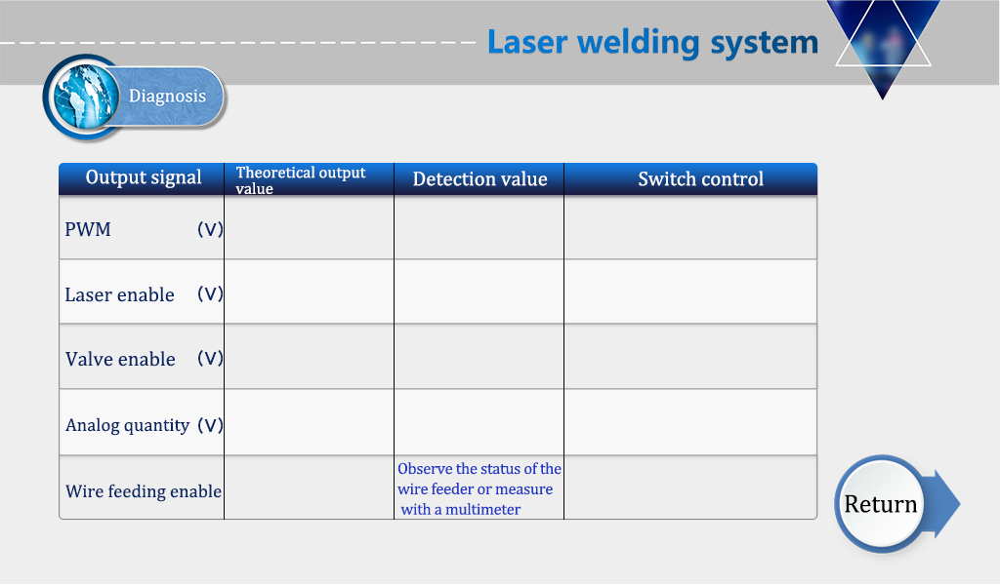 Laser welding system
Diagnosis
Output signal
Theoretical output
value
Detection value
Switch control
PWM (V)
Laser enable (V)
Valve enable (V)
Analog quantity (V)
Wire feeding enable
Observe the status of the
wire feeder or measure
with a multimeter
Return